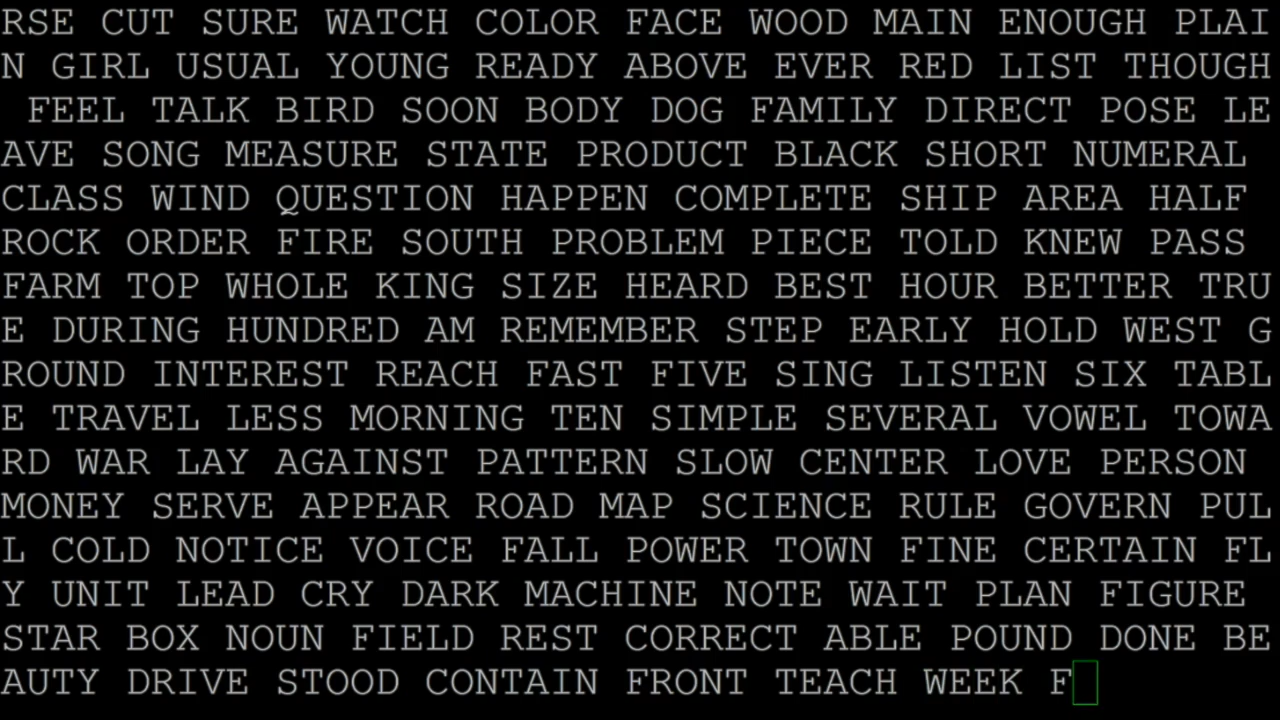 RSE CUT SURE WATCH COLOR FACE WOOD MAIN ENOUGH PLAI
N GIRL USUAL YOUNG READY ABOVE EVER RED LIST THOUGH
 FEEL TALK BIRD SOON BODY DOG FAMILY DIRECT POSE LE
AVE SONG MEASURE STATE PRODUCT BLACK SHORT NUMERAL
CLASS WIND QUESTION HAPPEN COMPLETE SHIP AREA HALF
ROCK ORDER FIRE SOUTH PROBLEM PIECE TOLD KNEW PASS
FARM TOP WHOLE KING SIZE HEARD BEST HOUR BETTER TRU
E DURING HUNDRED AM REMEMBER STEP EARLY HOLD WEST G
ROUND INTEREST REACH FAST FIVE SING LISTEN SIX TABL
E TRAVEL LESS MORNING TEN SIMPLE SEVERAL VOWEL TOWA
RD WAR LAY AGAINST PATTERN SLOW CENTER LOVE PERSON
MONEY SERVE APPEAR ROAD MAP SCIENCE RULE GOVERN PUL
L COLD NOTICE VOICE FALL POWER TOWN FINE CERTAIN FL
Y UNIT LEAD CRY DARK MACHINE NOTE WAIT PLAN FIGURE
STAR BOX NOUN FIELD REST CORRECT ABLE POUND DONE BE
AUTY DRIVE STOOD CONTAIN FRONT TEACH WEEK F